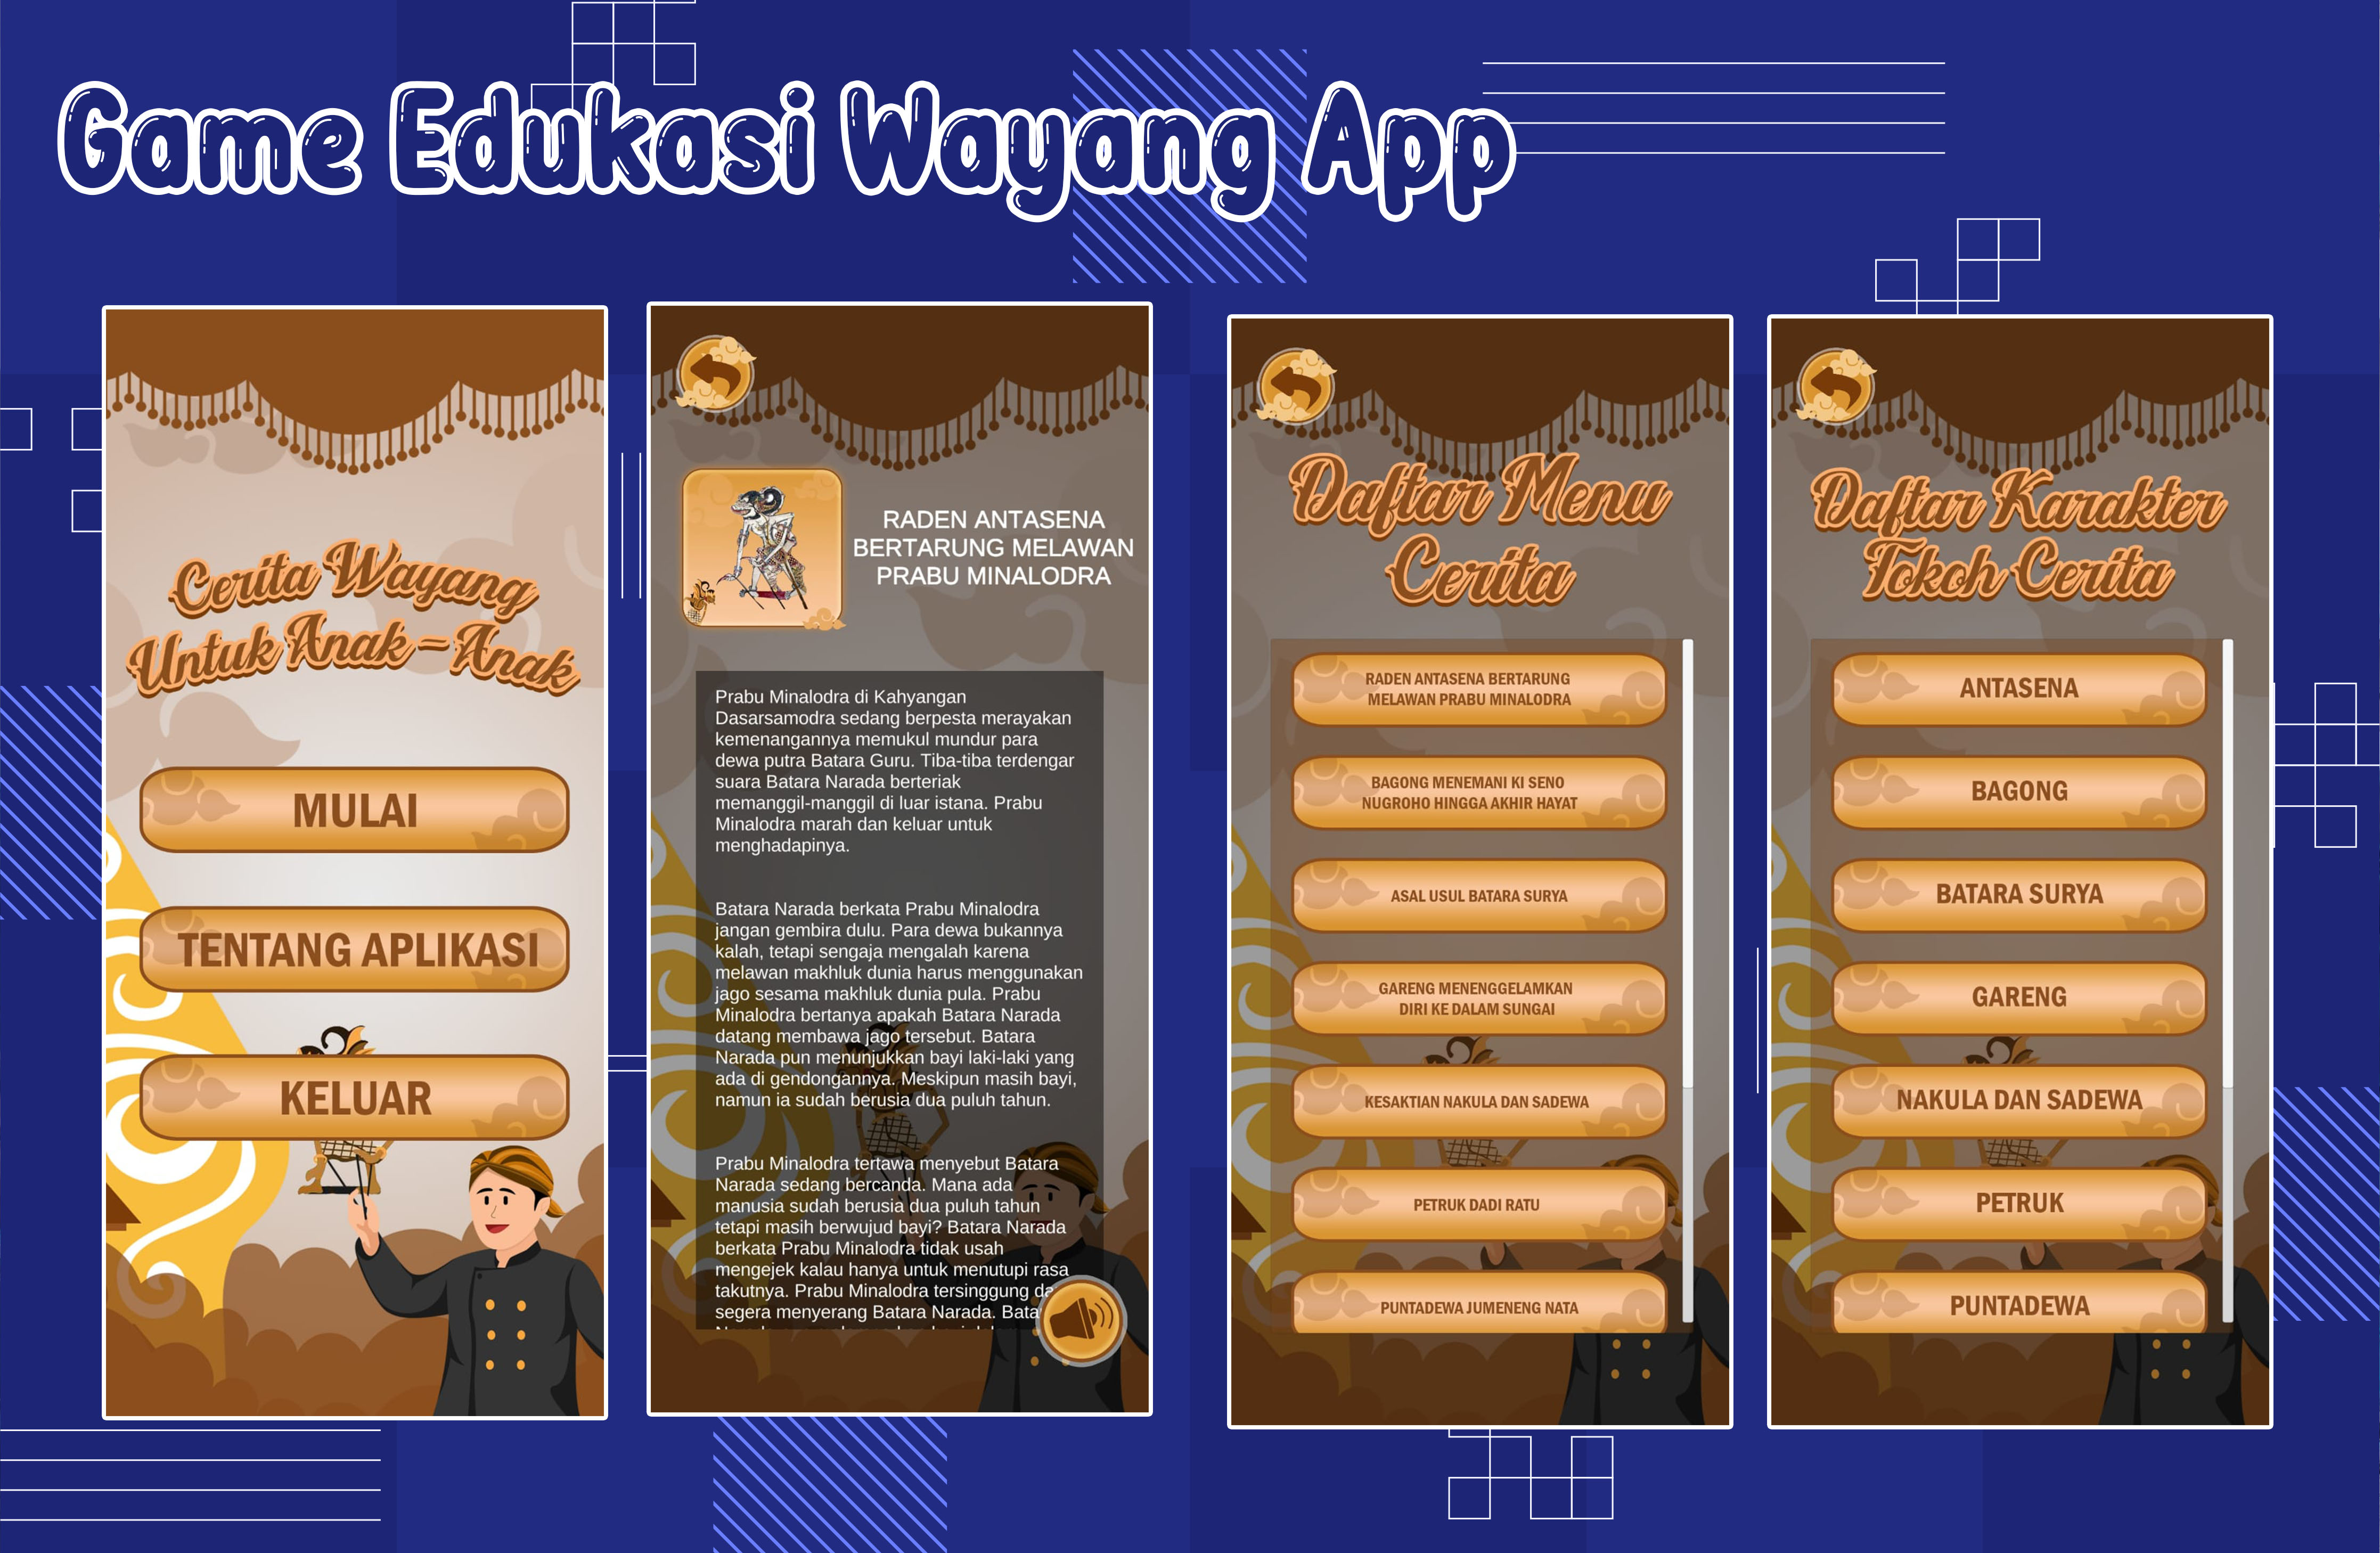 Game Edukasi Wayang App
Cerita Wayang
Untuk Anak - Anak
MULAI
TENTANG APLIKASI
KELUAR
RADEN ANTASENA
BERTARUNG MELAWAN
PRABU MINALODRA
Prabu Minalodra di Kahyangan
Dasarsamodra sedang berpesta merayakan
kemenangannya memukul mundur para
dewa putra Batara Guru. Tiba-tiba terdengar
suara Batara Narada berteriak
memanggil-manggil di luar istana. Prabu
Minalodra marah dan keluar untuk
menghadapinya.
Batara Narada berkata Prabu Minalodra
jangan gembira dulu. Para dewa bukannya
kalah, tetapi sengaja mengalah karena
melawan makhluk dunia harus menggunakan
jago sesama makhluk dunia pula. Prabu
Minalodra bertanya apakah Batara Narada
datang membawa jago tersebut. Batara
Narada pun menunjukkan bayi laki-laki yang
ada di gendongannya. Meskipun masih bayi,
namun ia sudah berusia dua puluh tahun.
Prabu Minalodra tertawa menyebut Batara
Narada sedang bercanda. Mana ada
manusia sudah berusia dua puluh tahun
tetapi masih berwujud bayi? Batara Narada
berkata Prabu Minalodra tidak usah
mengejek kalau hanya untuk menutupi rasa
takutnya. Prabu Minalodra tersinggung
segera menyerang Batara Narada.
Daftar Menu
Cerita
RADEN ANTASENA BERTARUNG
MELAWAN PRABU MINALODRA
BAGONG MENEMANI KI SENO
NUGROHO HINGGA AKHIR HAYAT
ASAL USUL BATARA SURYA
GARENG MENENGGELAMKAN
DIRI KE DALAM SUNGAI
KESAKTIAN NAKULA DAN SADEWA
PETRUK DADI RATU
PUNTADEWA JUMENENG NATA
Daftar Karakter
Tokoh Cerita
ANTASENA
BAGONG
BATARA SURYA
GARENG
NAKULA DAN SADEWA
PETRUK
PUNTADEWA